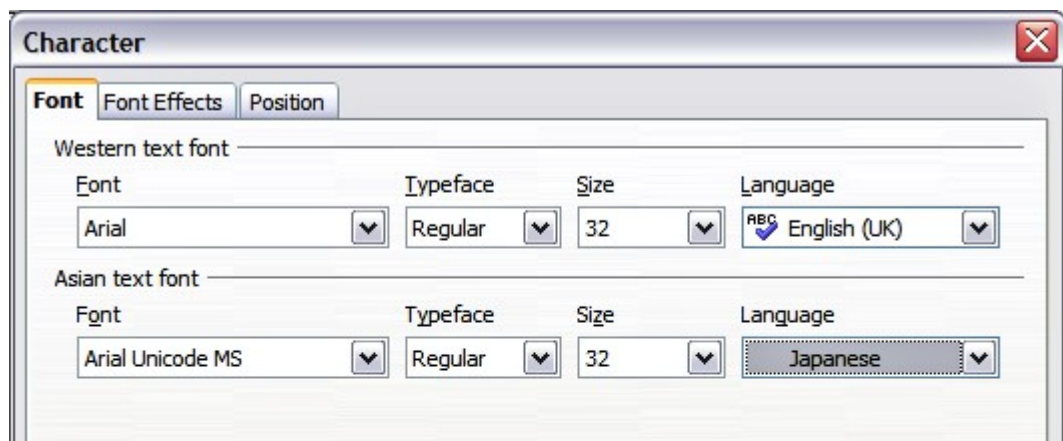 Character
Font Font Effects Position
Western text font
Font Typeface Size Language
Arial Regular 32 ABC English (UK)
Asian text font
Font Typeface Size Language
Arial Unicode MS Regular 32 Japanese